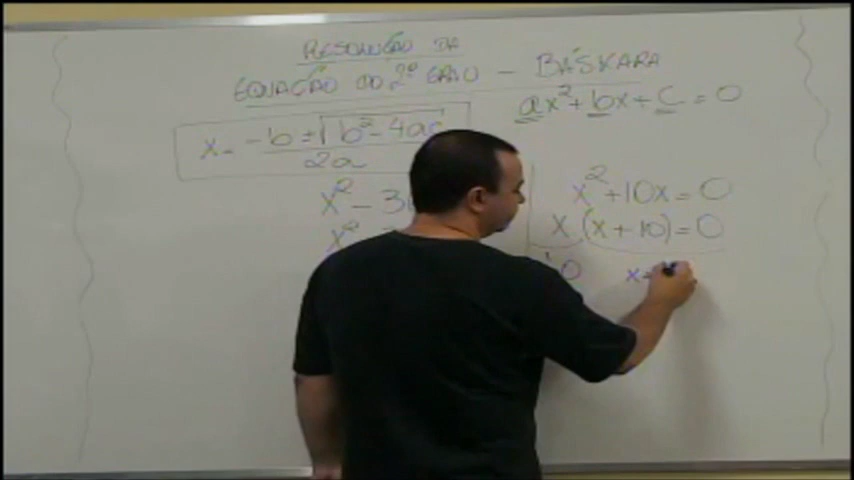 RESOLUÇÃO DA
EQUAÇÃO DO 2º GRAU – BÁSKARA
ax² + bx + c = 0
x = -b ± √b² - 4ac
2a
x² - 3
x²
x² + 10x = 0
x (x + 10) = 0
0
x +